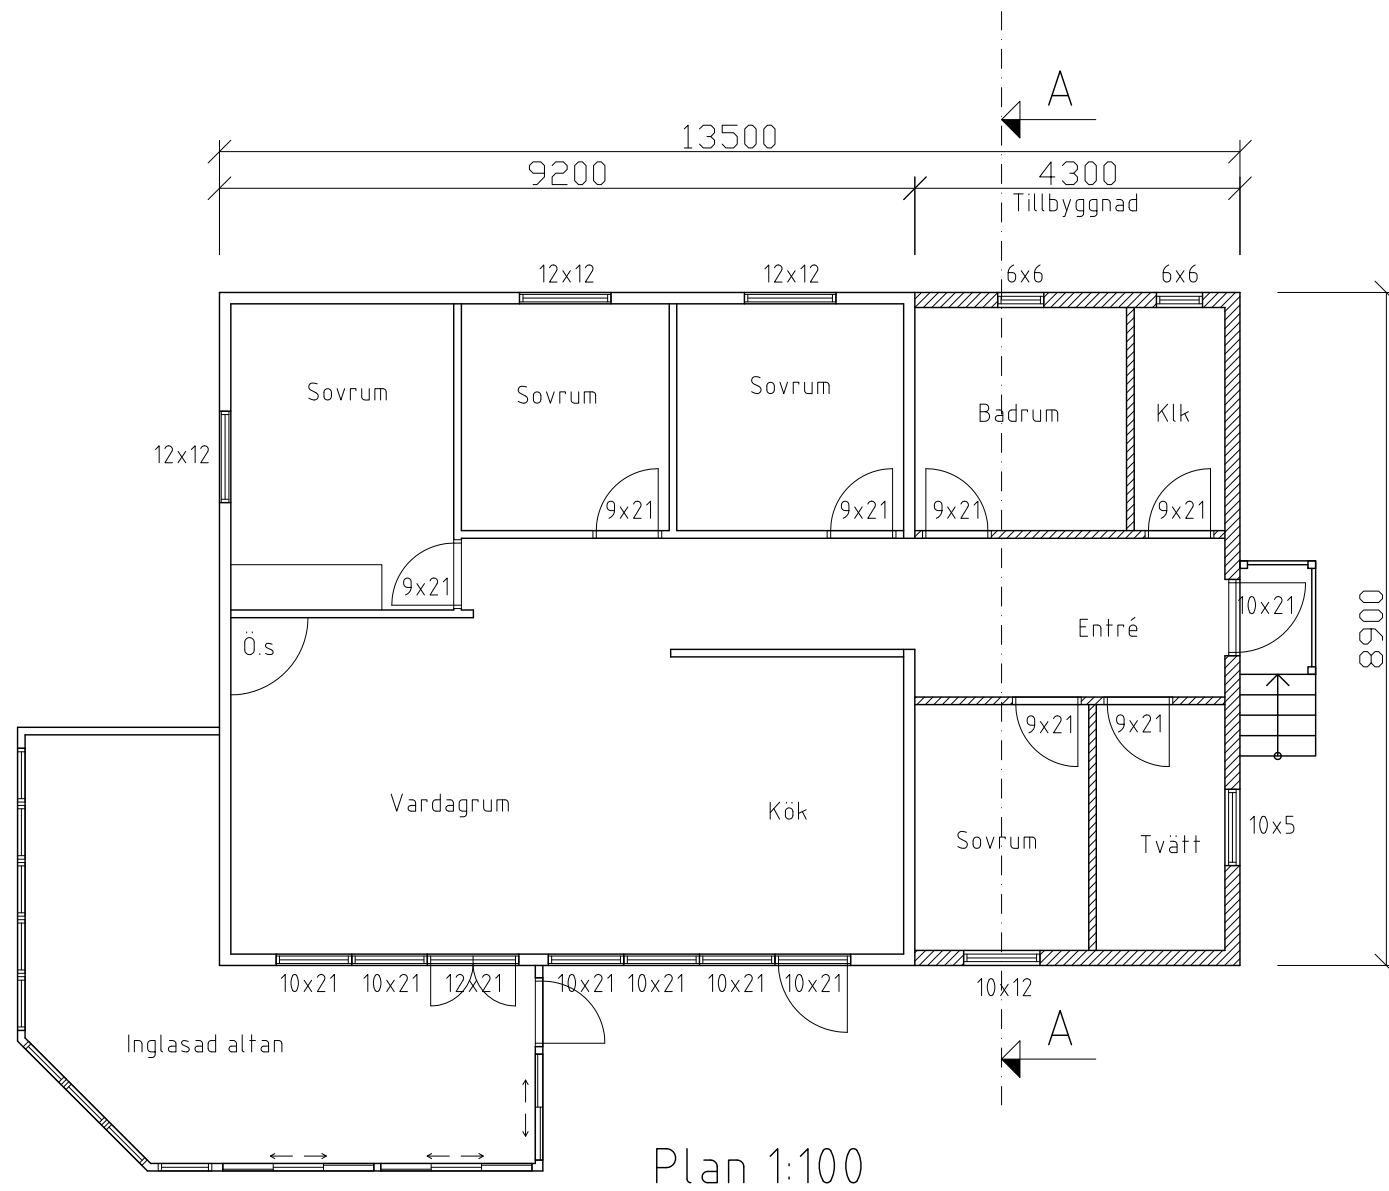 A
13500
9200 4300
Tillbyggnad
12x12 12x12 6x6 6x6
Sovrum Sovrum Sovrum Badrum Klk
12x12
9x21 9x21 9x21 9x21
9x21
10x21
8900
Entré
Ö.s
9x21 9x21
Vardagrum Kök
10x5
Sovrum Tvätt
10x21 10x21 12x21 10x21 10x21 10x21 10x21 10x12
A
Inglasad altan
Plan 1:100